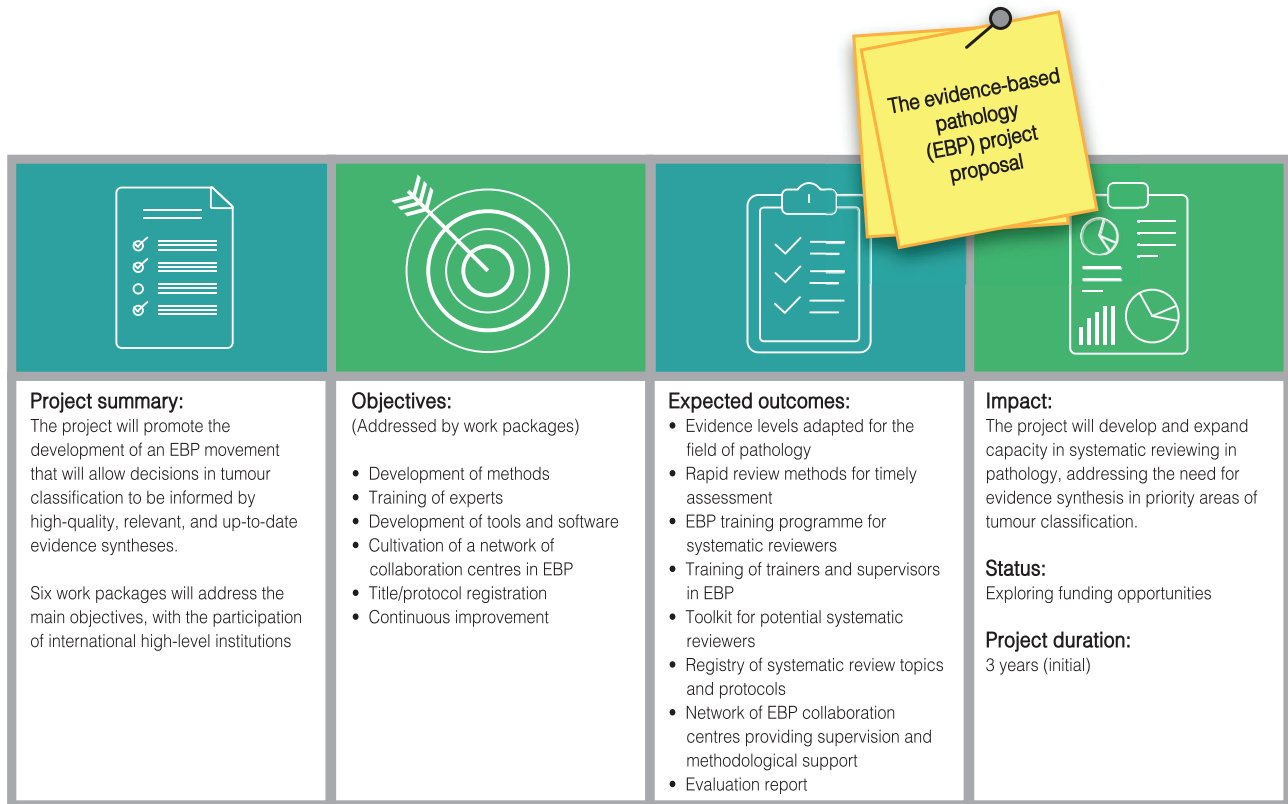 The evidence-based
pathology
(EBP) project
proposal
Project summary:
The project will promote the
development of an EBP movement
that will allow decisions in tumour
classification to be informed by
high-quality, relevant, and up-to-date
evidence syntheses.
Six work packages will address the
main objectives, with the participation
of international high-level institutions
Objectives:
(Addressed by work packages)
• Development of methods
• Training of experts
• Development of tools and software
• Cultivation of a network of
collaboration centres in EBP
• Title/protocol registration
• Continuous improvement
Expected outcomes:
• Evidence levels adapted for the
field of pathology
• Rapid review methods for timely
assessment
• EBP training programme for
systematic reviewers
• Training of trainers and supervisors
in EBP
• Toolkit for potential systematic
reviewers
• Registry of systematic review topics
and protocols
• Network of EBP collaboration
centres providing supervision and
methodological support
• Evaluation report
Impact:
The project will develop and expand
capacity in systematic reviewing in
pathology, addressing the need for
evidence synthesis in priority areas of
tumour classification.
Status:
Exploring funding opportunities
Project duration:
3 years (initial)